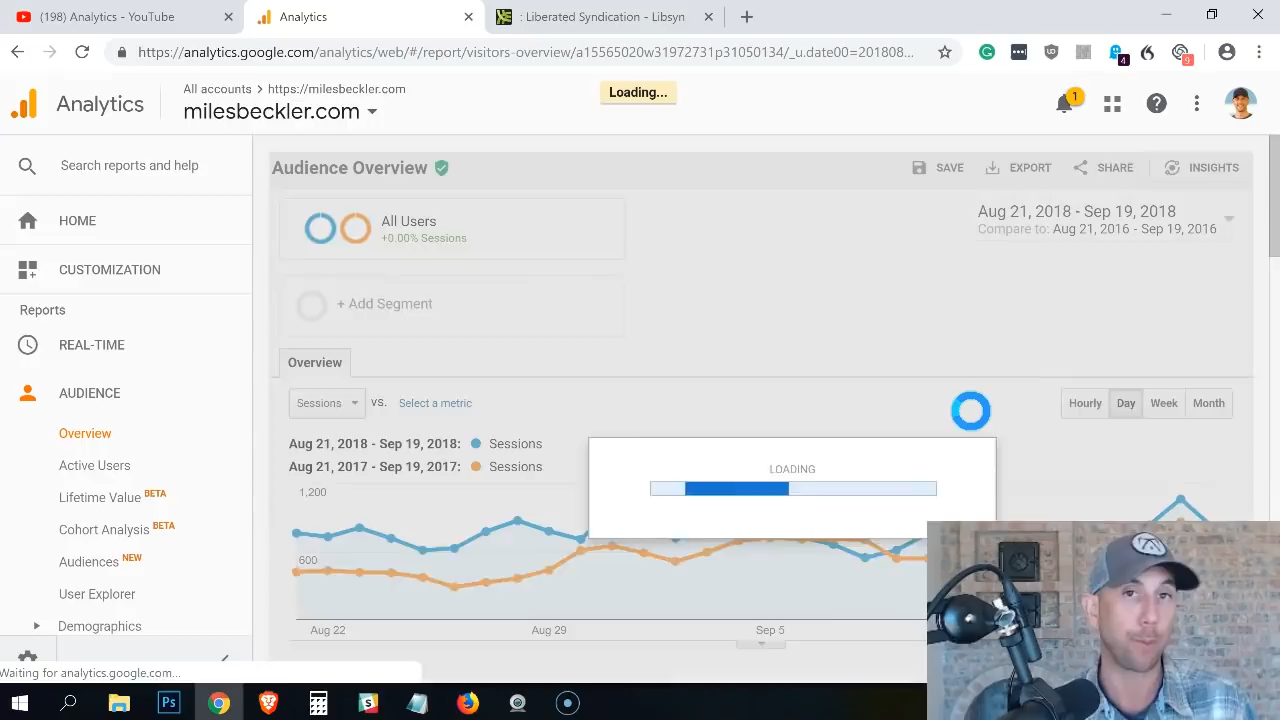 (198) Analytics - YouTube
Analytics
: Liberated Syndication - Libsyn
https://analytics.google.com/analytics/web/#/report/visitors-overview/a15565020w31972731p31050134/_u.date00=201808...
4
9
Analytics
All accounts > https://milesbeckler.com
milesbeckler.com
Loading...
1
Search reports and help
HOME
CUSTOMIZATION
Reports
REAL-TIME
AUDIENCE
Overview
Active Users
Lifetime Value BETA
Cohort Analysis BETA
Audiences NEW
User Explorer
Demographics
Audience Overview
SAVE
EXPORT
SHARE
INSIGHTS
All Users
+0.00% Sessions
Aug 21, 2018 - Sep 19, 2018
Compare to: Aug 21, 2016 - Sep 19, 2016
+ Add Segment
Overview
Sessions
VS.
Select a metric
Hourly
Day
Week
Month
Aug 21, 2018 - Sep 19, 2018: Sessions
Aug 21, 2017 - Sep 19, 2017: Sessions
LOADING
1,200
600
Aug 22
Aug 29
Sep 5
Waiting for analytics.google.com...
Ps